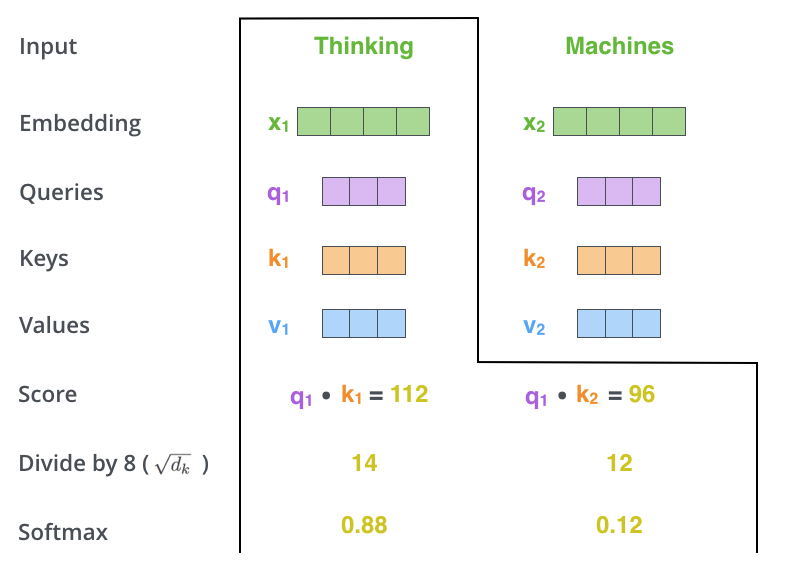 Input Thinking Machines
Embedding x₁ x₂
Queries q₁ q₂
Keys k₁ k₂
Values v₁ v₂
Score q₁ • k₁ = 112 q₁ • k₂ = 96
Divide by 8 ( √dₖ ) 14 12
Softmax 0.88 0.12